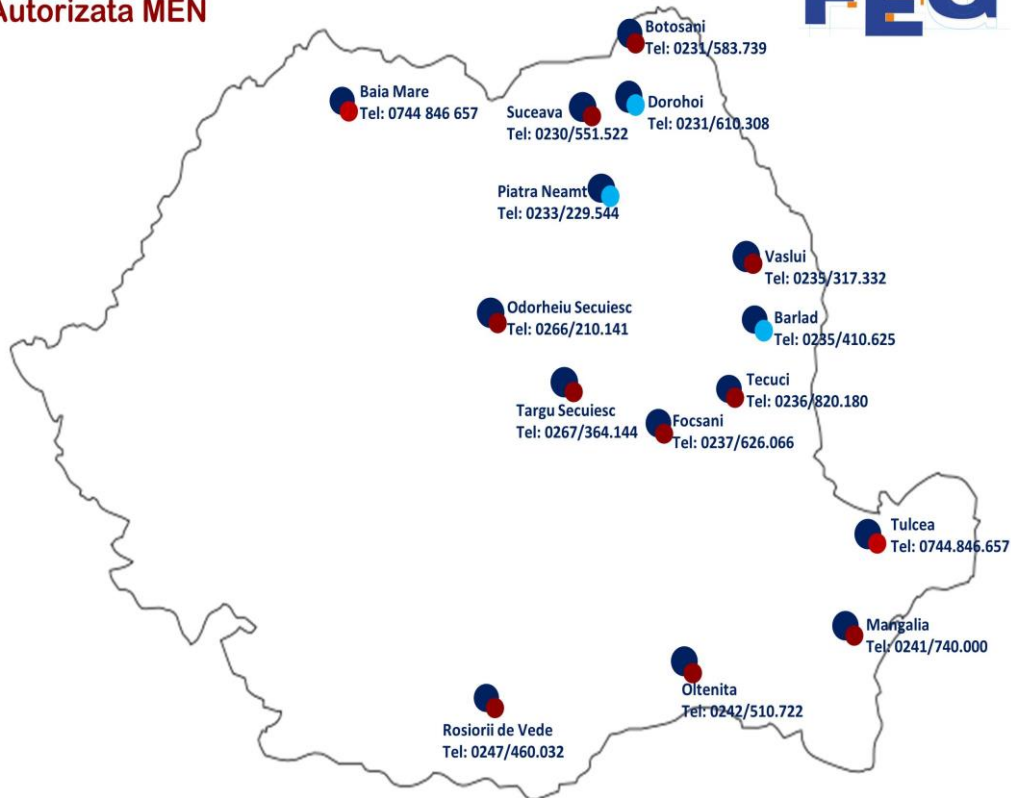 Autorizata MEN
FEG
Botosani
Tel: 0231/583.739
Baia Mare
Tel: 0744 846 657
Suceava
Tel: 0230/551.522
Dorohoi
Tel: 0231/610.308
Piatra Neamt
Tel: 0233/229.544
Vaslui
Tel: 0235/317.332
Odorheiu Secuiesc
Tel: 0266/210.141
Barlad
Tel: 0235/410.625
Tecuci
Tel: 0236/820.180
Targu Secuiesc
Tel: 0267/364.144
Focsani
Tel: 0237/626.066
Tulcea
Tel: 0744.846.657
Mangalia
Tel: 0241/740.000
Oltenita
Tel: 0242/510.722
Rosiorii de Vede
Tel: 0247/460.032